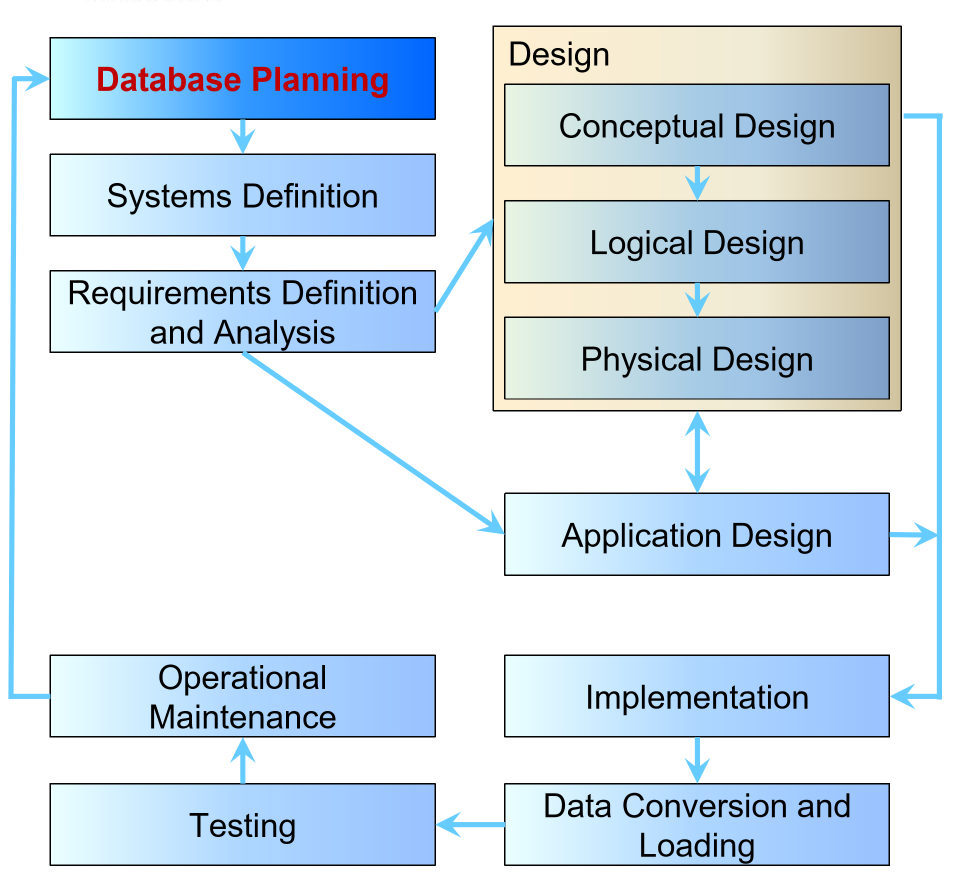 Database Planning
Systems Definition
Requirements Definition
and Analysis
Design
Conceptual Design
Logical Design
Physical Design
Application Design
Operational
Maintenance
Implementation
Testing
Data Conversion and
Loading